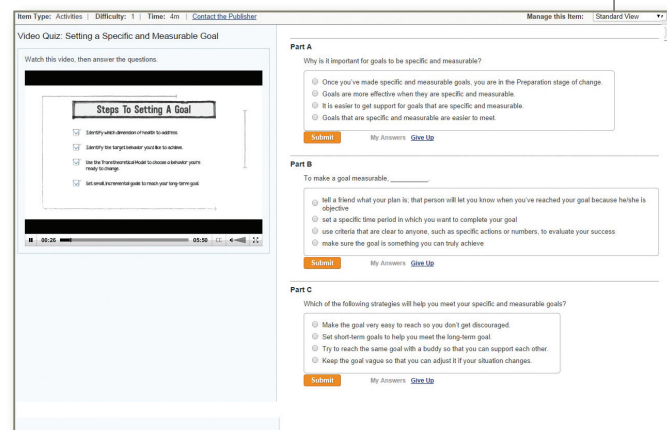 Item Type: Activities | Difficulty: 1 | Time: 4m | Contact the Publisher
Manage this Item: Standard View
Video Quiz: Setting a Specific and Measurable Goal
Watch this video, then answer the questions.
Steps To Setting A Goal
Identify which dimension of health to address.
Identify the target behavior you'd like to achieve.
Use the Transtheoretical Model to choose a behavior you're
ready to change.
Set small, incremental goals to reach your long-term goal.
00:26
05:50
Part A
Why is it important for goals to be specific and measurable?
Once you've made specific and measurable goals, you are in the Preparation stage of change.
Goals are more effective when they are specific and measurable.
It is easier to get support for goals that are specific and measurable.
Goals that are specific and measurable are easier to meet.
Submit My Answers Give Up
Part B
To make a goal measurable, __________.
tell a friend what your plan is; that person will let you know when you've reached your goal because he/she is
objective
set a specific time period in which you want to complete your goal
use criteria that are clear to anyone, such as specific actions or numbers, to evaluate your success
make sure the goal is something you can truly achieve
Submit My Answers Give Up
Part C
Which of the following strategies will help you meet your specific and measurable goals?
Make the goal very easy to reach so you don't get discouraged.
Set short-term goals to help you meet the long-term goal.
Try to reach the same goal with a buddy so that you can support each other.
Keep the goal vague so that you can adjust it if your situation changes.
Submit My Answers Give Up